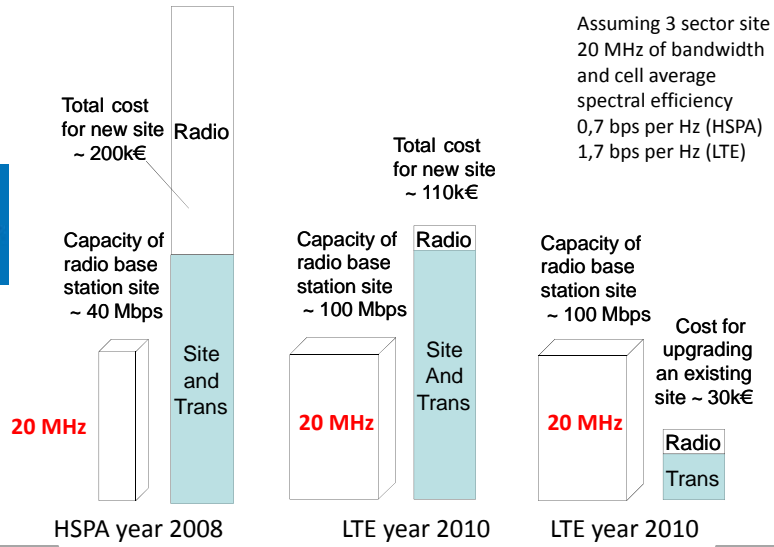 Assuming 3 sector site
20 MHz of bandwidth
and cell average
spectral efficiency
0,7 bps per Hz (HSPA)
1,7 bps per Hz (LTE)
Total cost
for new site
~ 200k€
Radio
Capacity of
radio base
station site
~ 40 Mbps
Site
and
Trans
20 MHz
HSPA year 2008
Total cost
for new site
~ 110k€
Capacity of
radio base
station site
~ 100 Mbps
Radio
Site
And
Trans
20 MHz
LTE year 2010
Capacity of
radio base
station site
~ 100 Mbps
Cost for
upgrading
an existing
site ~ 30k€
20 MHz
Radio
Trans
LTE year 2010